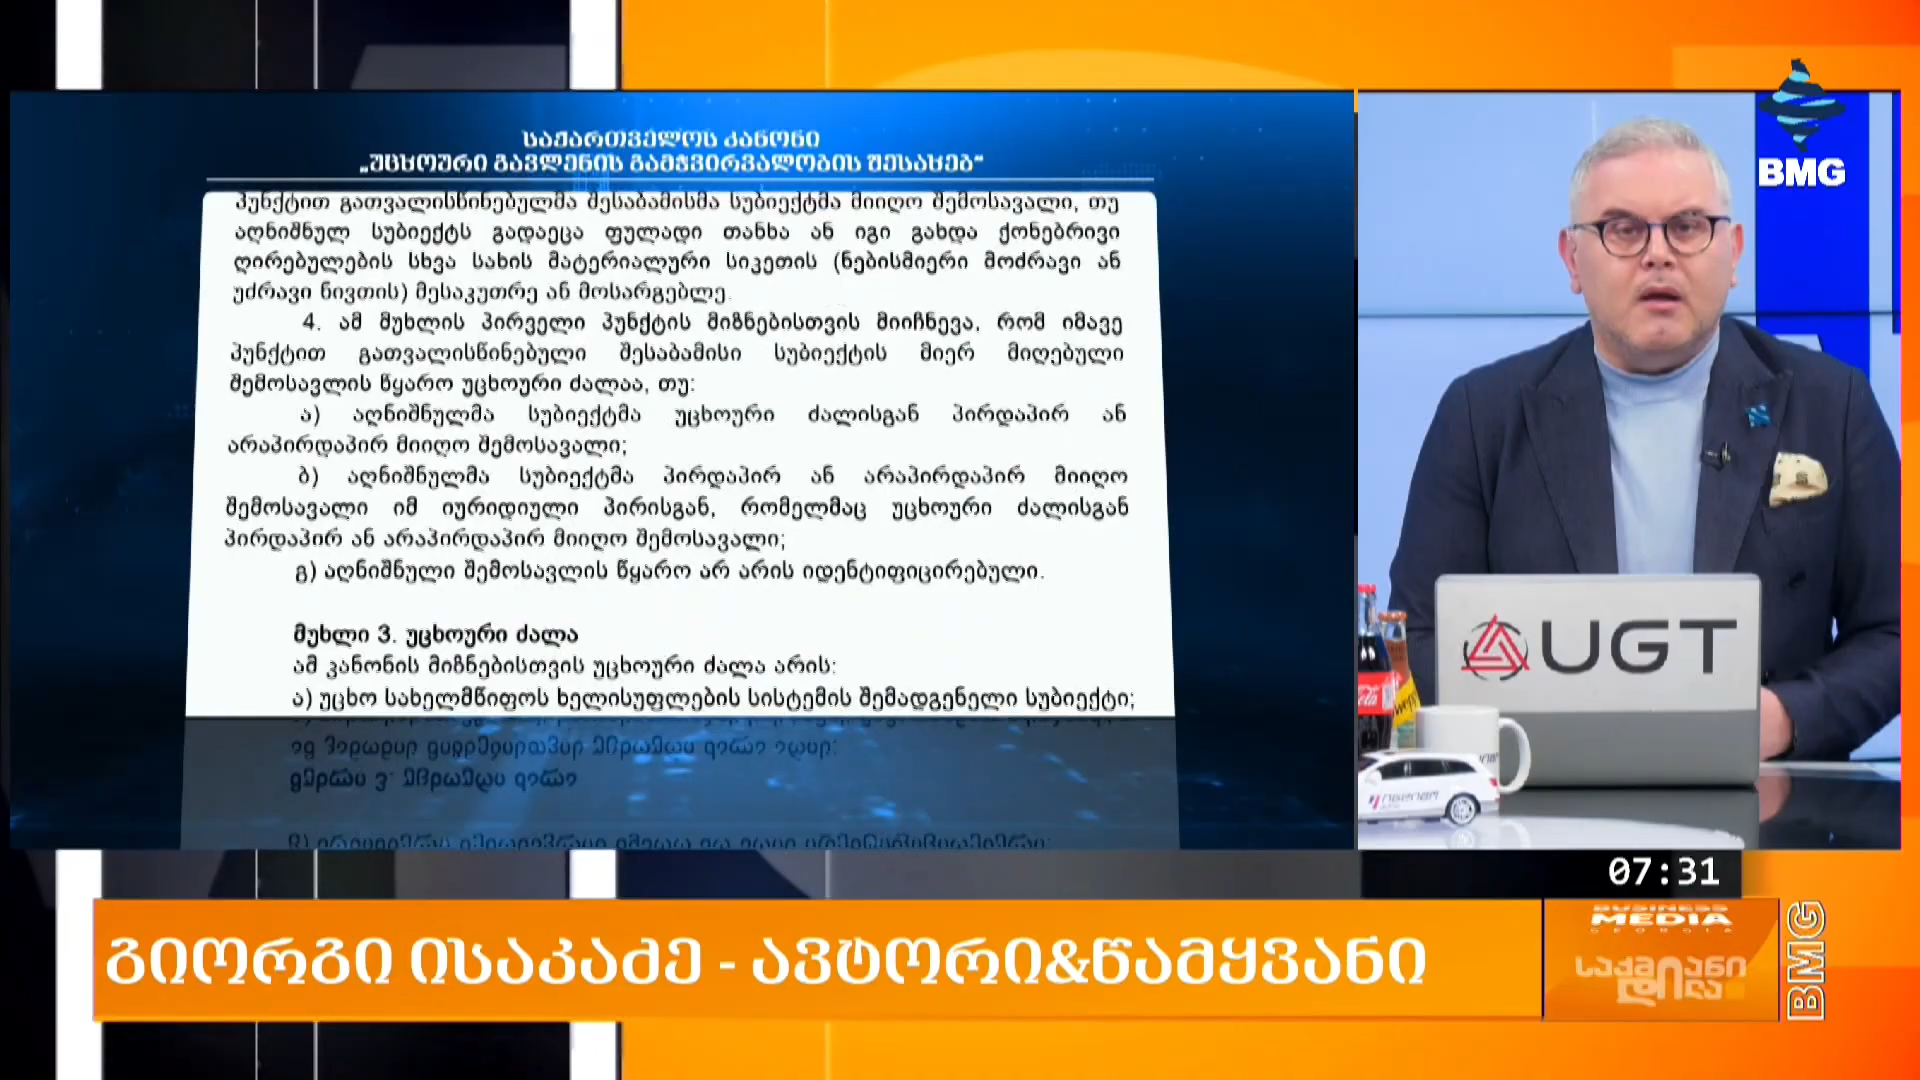 საქართველოს კანონი
„უცხოური გავლენის გამჭვირვალობის შესახებ“
პუნქტით გათვალისწინებულმა შესაბამისმა სუბიექტმა მიიღო შემოსავალი, თუ
აღნიშნულ სუბიექტს გადაეცა ფულადი თანხა ან იგი გახდა ქონებრივი
ღირებულების სხვა სახის მატერიალური სიკეთის (ნებისმიერი მოძრავი ან
უძრავი ნივთის) მესაკუთრე ან მოსარგებლე.
4. ამ მუხლის პირველი პუნქტის მიზნებისთვის მიიჩნევა, რომ იმავე
პუნქტით გათვალისწინებული შესაბამისი სუბიექტის მიერ მიღებული
შემოსავლის წყარო უცხოური ძალაა, თუ:
ა) აღნიშნულმა სუბიექტმა უცხოური ძალისგან პირდაპირ ან
არაპირდაპირ მიიღო შემოსავალი;
ბ) აღნიშნულმა სუბიექტმა პირდაპირ ან არაპირდაპირ მიიღო
შემოსავალი იმ იურიდიული პირისგან, რომელმაც უცხოური ძალისგან
პირდაპირ ან არაპირდაპირ მიიღო შემოსავალი;
გ) აღნიშნული შემოსავლის წყარო არ არის იდენტიფიცირებული.
მუხლი 3. უცხოური ძალა
ამ კანონის მიზნებისთვის უცხოური ძალა არის:
ა) უცხო სახელმწიფოს ხელისუფლების სისტემის შემადგენელი სუბიექტი;
BMG
UGT
07:31
გიორგი ისაკაძე - ავტორი&წამყვანი
BUSINESS
MEDIA
GEORGIA
საქმიანი
დილა
BMG